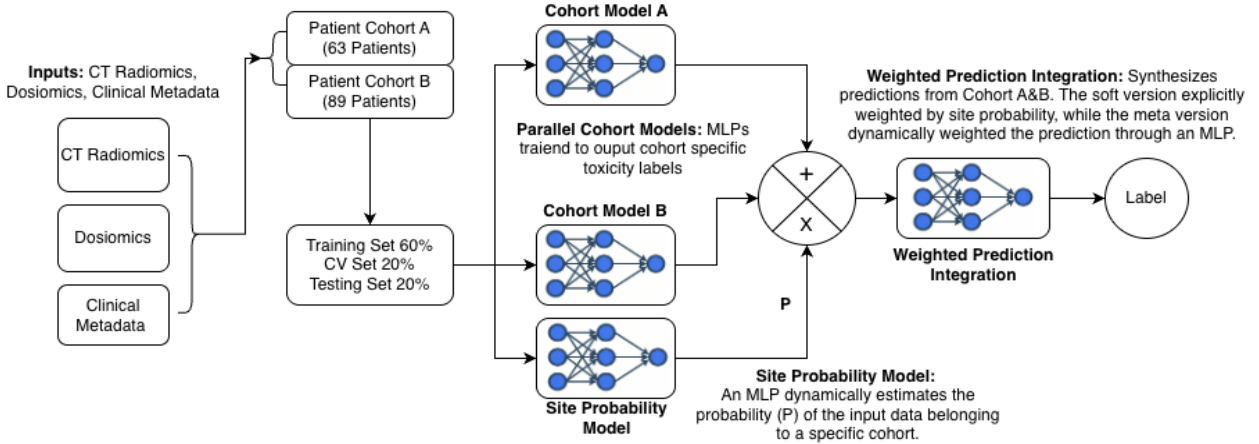 Inputs: CT Radiomics,
Dosiomics, Clinical Metadata
CT Radiomics
Dosiomics
Clinical
Metadata
Patient Cohort A
(63 Patients)
Patient Cohort B
(89 Patients)
Training Set 60%
CV Set 20%
Testing Set 20%
Cohort Model A
Parallel Cohort Models: MLPs
traiend to ouput cohort specific
toxicity labels
Cohort Model B
Site Probability
Model
+
X
P
Site Probability Model:
An MLP dynamically estimates the
probability (P) of the input data belonging
to a specific cohort.
Weighted Prediction Integration: Synthesizes
predictions from Cohort A&B. The soft version explicitly
weighted by site probability, while the meta version
dynamically weighted the prediction through an MLP.
Weighted Prediction
Integration
Label